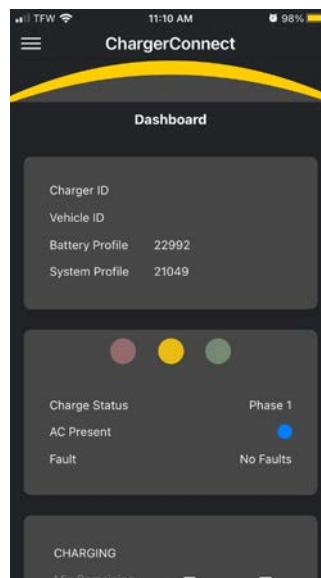 TFW 11:10 AM 98%
ChargerConnect
Dashboard
Charger ID
Vehicle ID
Battery Profile 22992
System Profile 21049
Charge Status Phase 1
AC Present
Fault No Faults
CHARGING